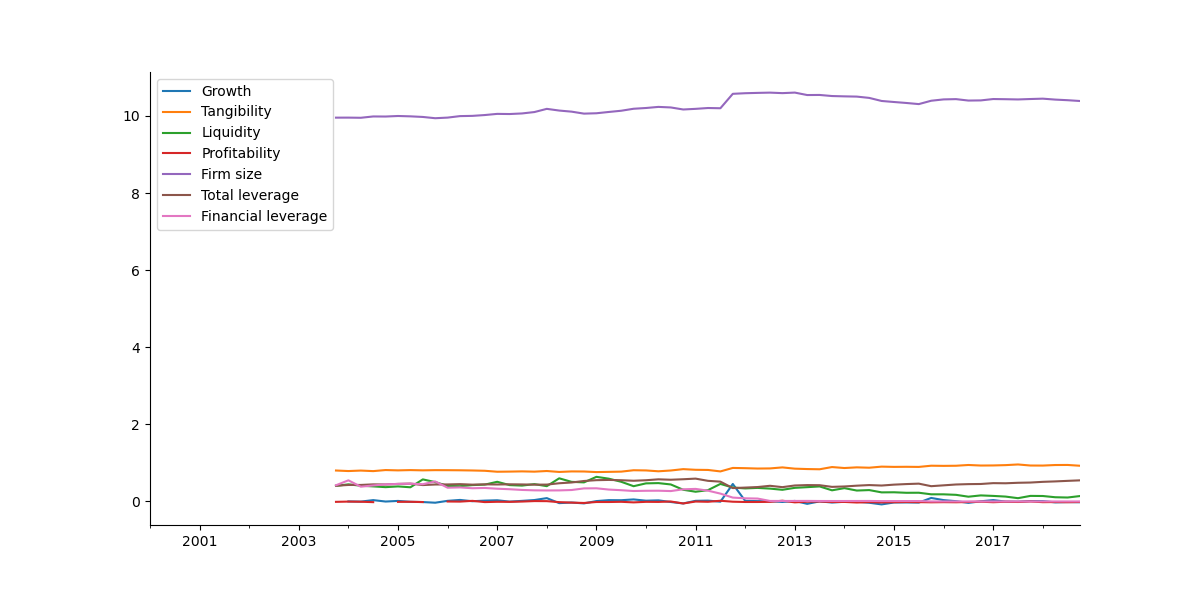 Growth
Tangibility
Liquidity
Profitability
Firm size
Total leverage
Financial leverage
10
8
6
4
2
0
2001 2003 2005 2007 2009 2011 2013 2015 2017